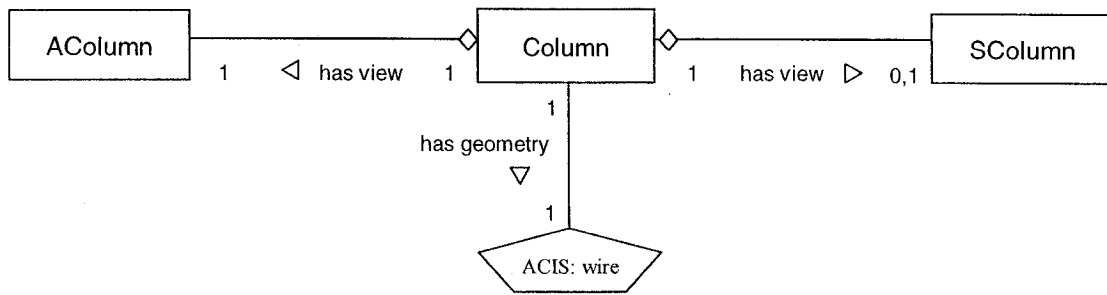 AColumn
Column
SColumn
1
has view
1
1
has view
0,1
1
has geometry
1
ACIS: wire